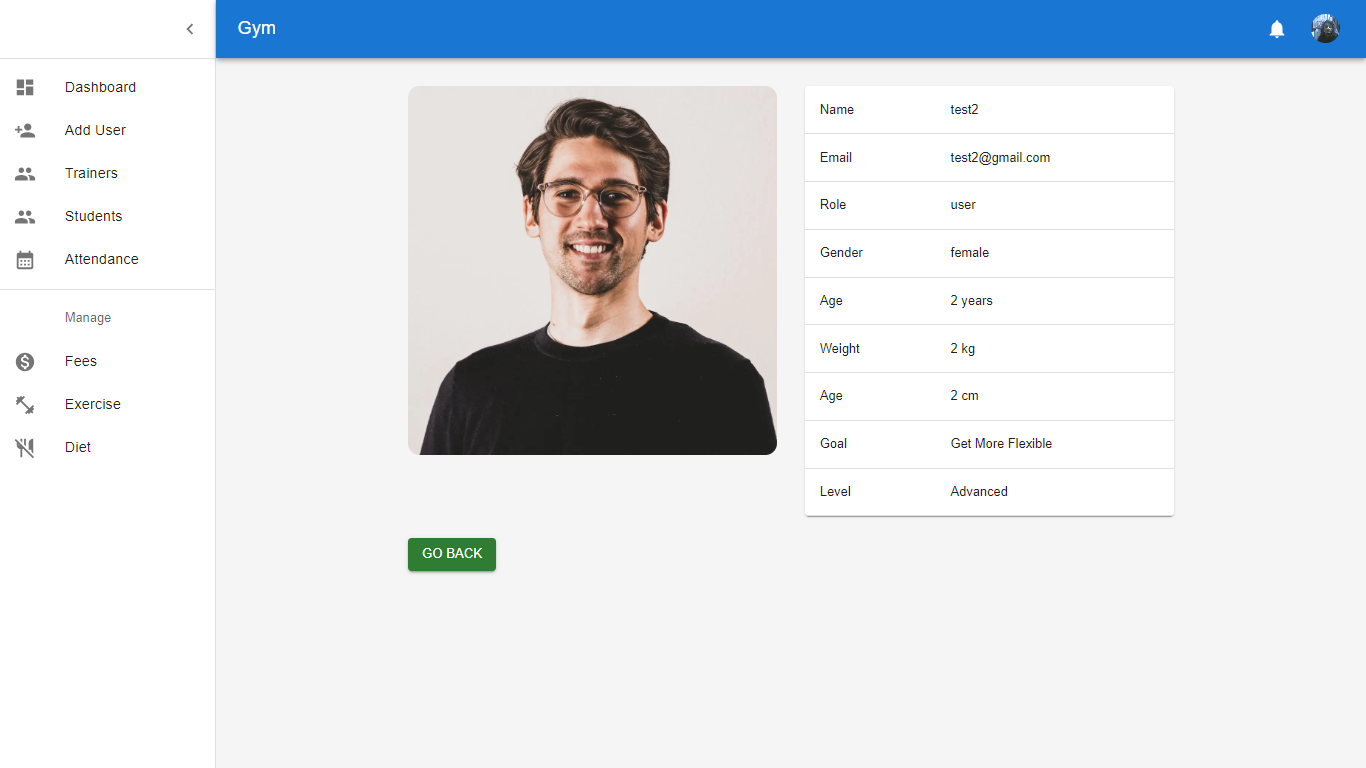 Gym
Dashboard
Add User
Trainers
Students
Attendance
Manage
Fees
Exercise
Diet
Name test2
Email test2@gmail.com
Role user
Gender female
Age 2 years
Weight 2 kg
Age 2 cm
Goal Get More Flexible
Level Advanced
GO BACK